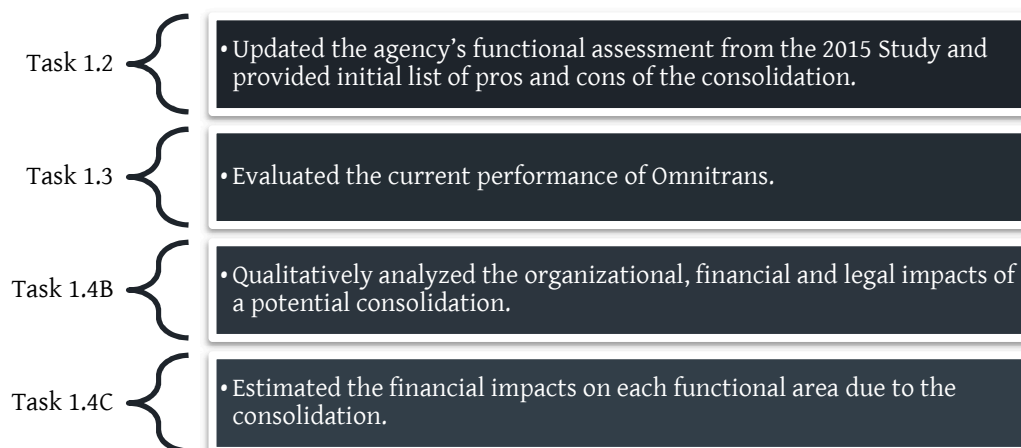 Task 1.2
• Updated the agency’s functional assessment from the 2015 Study and
provided initial list of pros and cons of the consolidation.
Task 1.3
• Evaluated the current performance of Omnitrans.
Task 1.4B
• Qualitatively analyzed the organizational, financial and legal impacts of
a potential consolidation.
Task 1.4C
• Estimated the financial impacts on each functional area due to the
consolidation.